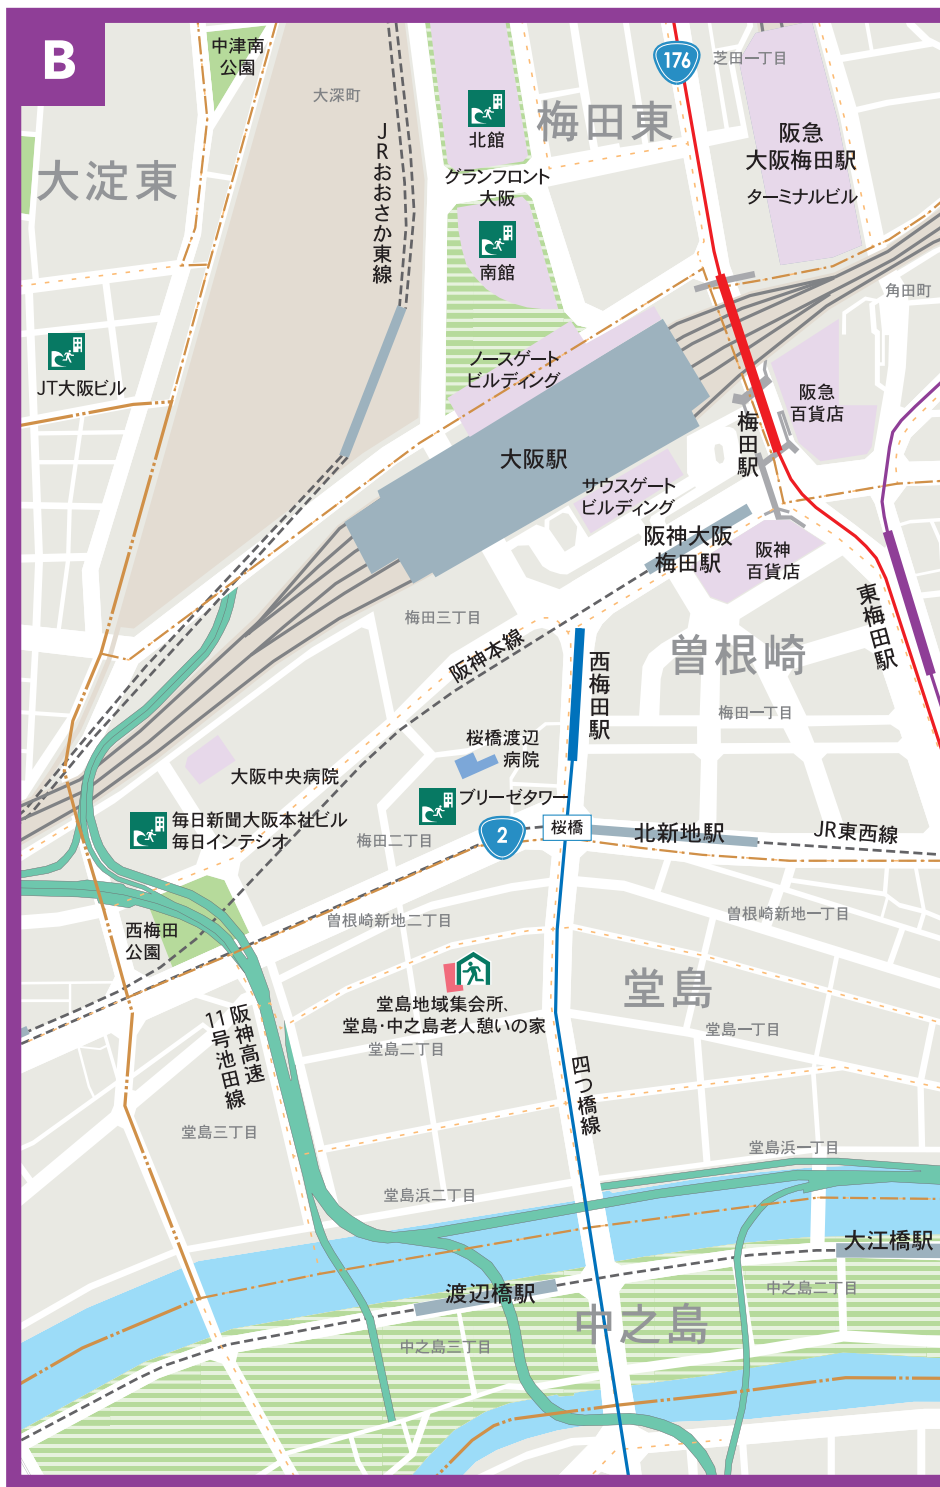 B
中津南
公園
大深町
176
芝田一丁目
梅田東
北館
阪急
大阪梅田駅
ターミナルビル
大淀東
JRおおさか東線
グランフロント
大阪
南館
角田町
JT大阪ビル
ノースゲート
ビルディング
阪急
百貨店
梅田駅
大阪駅
サウスゲート
ビルディング
阪神大阪
梅田駅
阪神
百貨店
東梅田駅
梅田三丁目
阪神本線
曽根崎
西梅田駅
梅田一丁目
桜橋渡辺
病院
大阪中央病院
ブリーゼタワー
毎日新聞大阪本社ビル
毎日インテシオ
梅田二丁目
2
桜橋
北新地駅
JR東西線
曽根崎新地二丁目
曽根崎新地一丁目
西梅田
公園
堂島
堂島地域集会所、
堂島・中之島老人憩いの家
堂島二丁目
堂島一丁目
阪神高速
11号池田線
四つ橋線
堂島三丁目
堂島浜一丁目
堂島浜二丁目
大江橋駅
渡辺橋駅
中之島二丁目
中之島
中之島三丁目